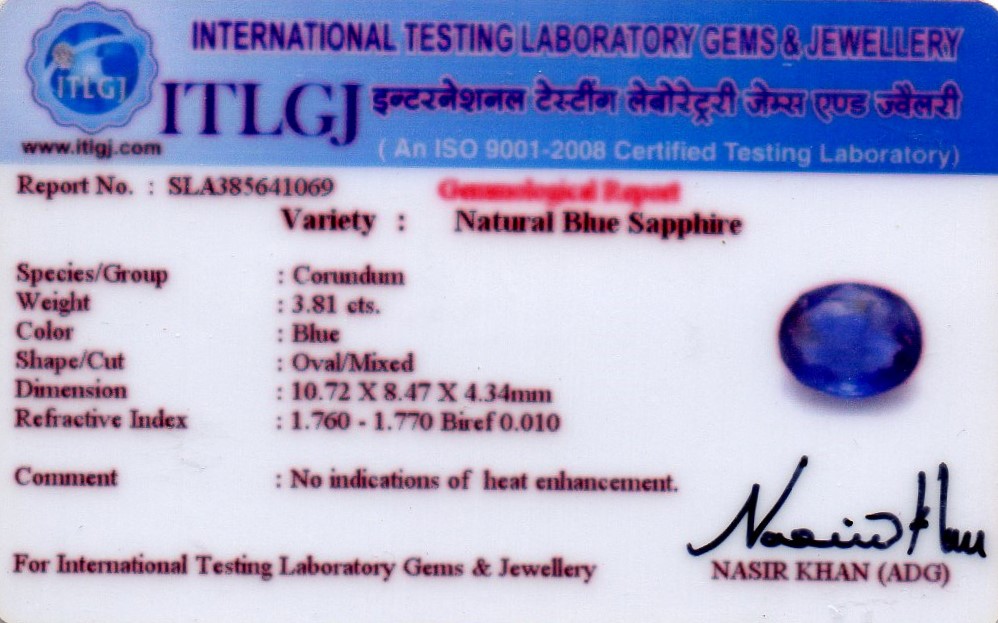 INTERNATIONAL TESTING LABORATORY GEMS & JEWELLERY
ITLGJ
ITLGJ
इन्टरनेशनल टेस्टींग लेबोरेट्ररी जेम्स एण्ड ज्वैलरी
www.itlgj.com
( An ISO 9001-2008 Certified Testing Laboratory)
Report No. : SLA385641069
Gemmological Report
Variety : Natural Blue Sapphire
Species/Group : Corundum
Weight : 3.81 cts.
Color : Blue
Shape/Cut : Oval/Mixed
Dimension : 10.72 X 8.47 X 4.34mm
Refractive Index : 1.760 - 1.770 Biref 0.010
Comment : No indications of heat enhancement.
Nasir Khan
For International Testing Laboratory Gems & Jewellery
NASIR KHAN (ADG)